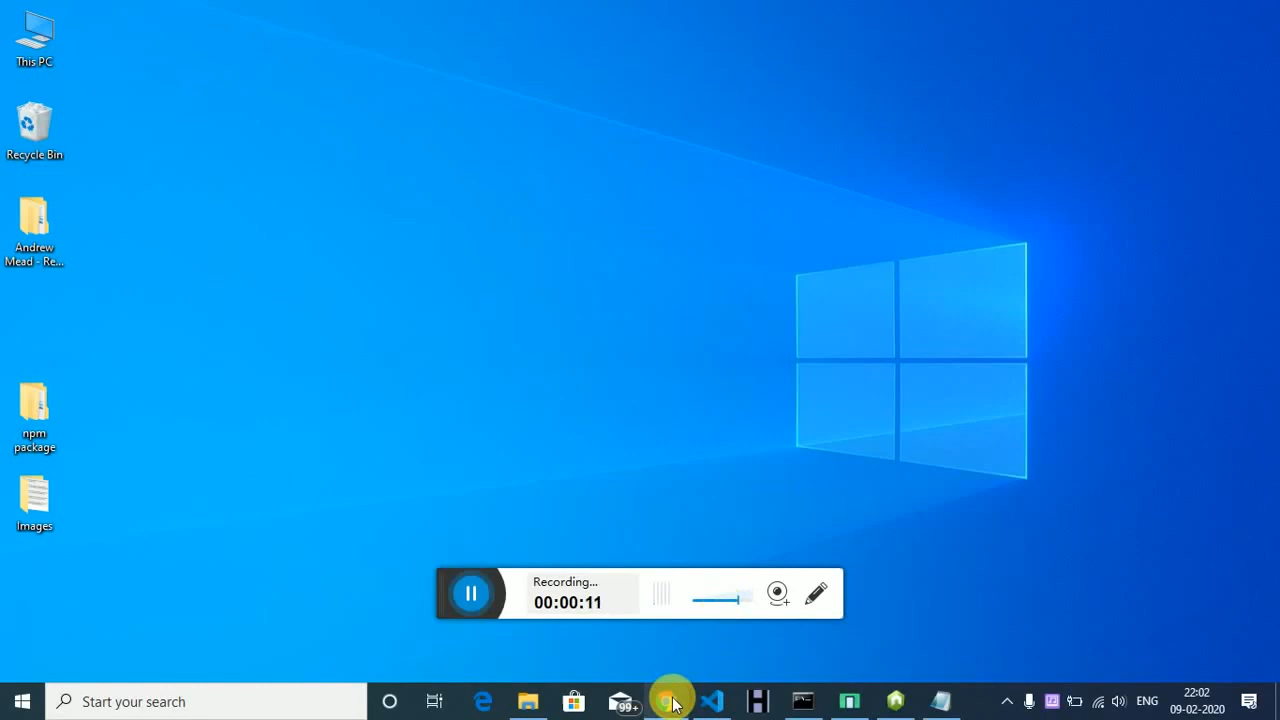 This PC
Recycle Bin
Andrew
Mead - Re...
npm
package
Images
Recording...
00:00:11
Start your search
99+
ENG
22:02
09-02-2020